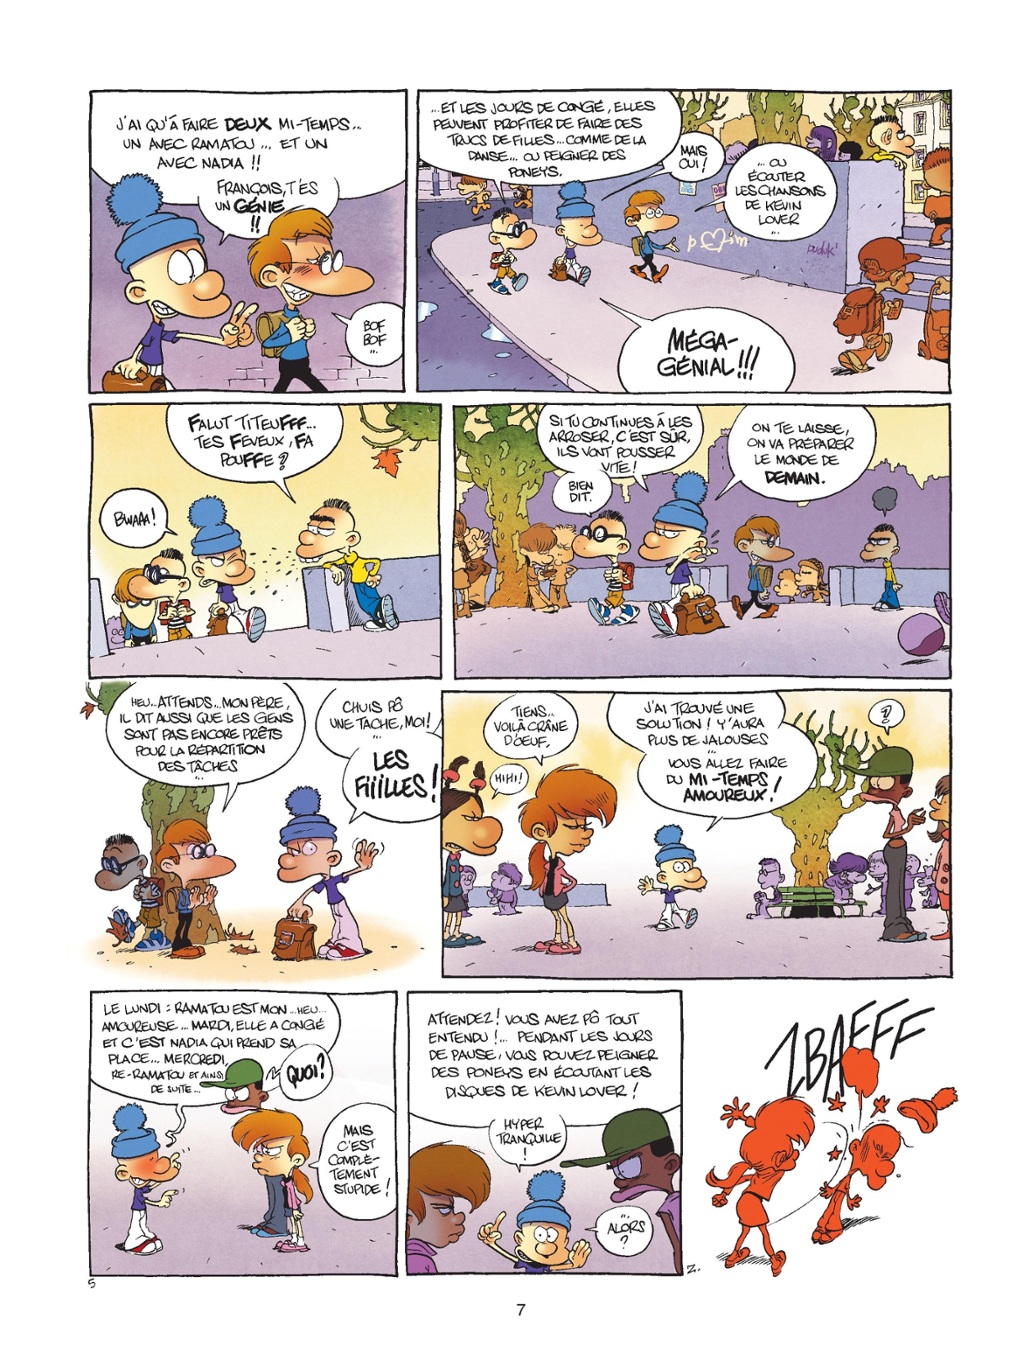 J'AI QU'À FAIRE DEUX MI-TEMPS..
UN AVEC RAMATOU ... ET UN
AVEC NADIA !!
FRANÇOIS, T'ES
UN GÉNIE
!!
BOF
BOF
...
...ET LES JOURS DE CONGÉ, ELLES
PEUVENT PROFITER DE FAIRE DES
TRUCS DE FILLES... COMME DE LA
DANSE... OU PEIGNER DES
PONEYS.
MAIS
OUI !
... OU
ÉCOUTER
LES CHANSONS
DE KEVIN
LOVER
...
MÉGA-
GÉNIAL !!!
FALUT TITEUFFF...
TES FEVEUX, FA
POUFFE ?
BWAAA !
SI TU CONTINUES À LES
ARROSER, C'EST SÛR,
ILS VONT POUSSER
VITE !
BIEN
DIT.
ON TE LAISSE,
ON VA PRÉPARER
LE MONDE DE
DEMAIN.
HEU.. ATTENDS... MON PÈRE,
IL DIT AUSSI QUE LES GENS
SONT PAS ENCORE PRÊTS
POUR LA RÉPARTITION
DES TÂCHES
...
CHUIS PÔ
UNE TACHE, MOI !
...
LES
FIIILLES !
TIENS..
VOILÀ CRÂNE
D'OEUF.
HIHI !
J'AI TROUVÉ UNE
SOLUTION ! Y'AURA
PLUS DE JALOUSES
...
VOUS ALLEZ FAIRE
DU MI-TEMPS
AMOUREUX !
?
LE LUNDI : RAMATOU EST MON ...HEU...
AMOUREUSE ... MARDI, ELLE A CONGÉ
ET C'EST NADIA QUI PREND SA
PLACE... MERCREDI,
RE-RAMATOU ET AINSI
DE SUITE ...
QUOI ?
MAIS
C'EST
COMPLÈ-
TEMENT
STUPIDE !
ATTENDEZ ! VOUS AVEZ PÔ TOUT
ENTENDU !... PENDANT LES JOURS
DE PAUSE, VOUS POUVEZ PEIGNER
DES PONEYS EN ÉCOUTANT LES
DISQUES DE KEVIN LOVER !
HYPER
TRANQUILLE
!
...
ALORS
?
ZBAFFF
5
Z.
7